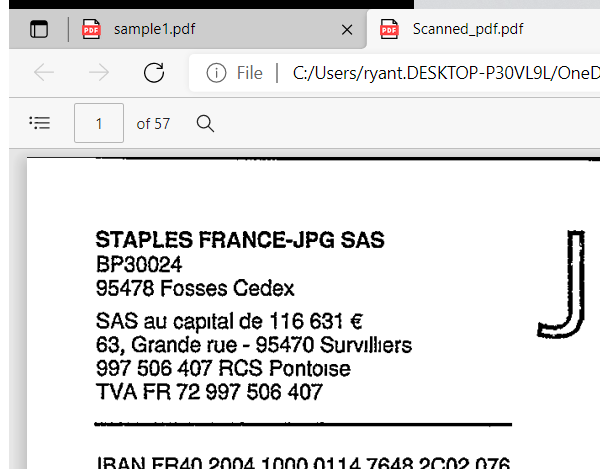 sample1.pdf
Scanned_pdf.pdf
File | C:/Users/ryant.DESKTOP-P30VL9L/OneD
1 of 57
STAPLES FRANCE-JPG SAS
BP30024
95478 Fosses Cedex
J
SAS au capital de 116 631 €
63, Grande rue - 95470 Survilliers
997 506 407 RCS Pontoise
TVA FR 72 997 506 407
IBAN FR40 2004 1000 0114 7648 2C02 076